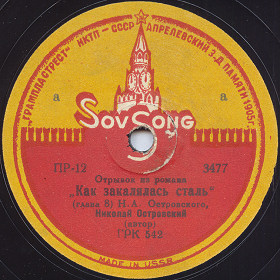 "ГРАМПЛАСТТРЕСТ" НКТП-СССР АПРЕЛЕВСКИЙ З-Д. ПАМЯТИ 1905 Г.
а а
SovSong
ПР-12 3477
Отрывок из романа
„Как закалялась сталь"
(глава 8) Н.А. Островского,
Николай Островский
(автор)
ГРК 542
MADE IN USSR